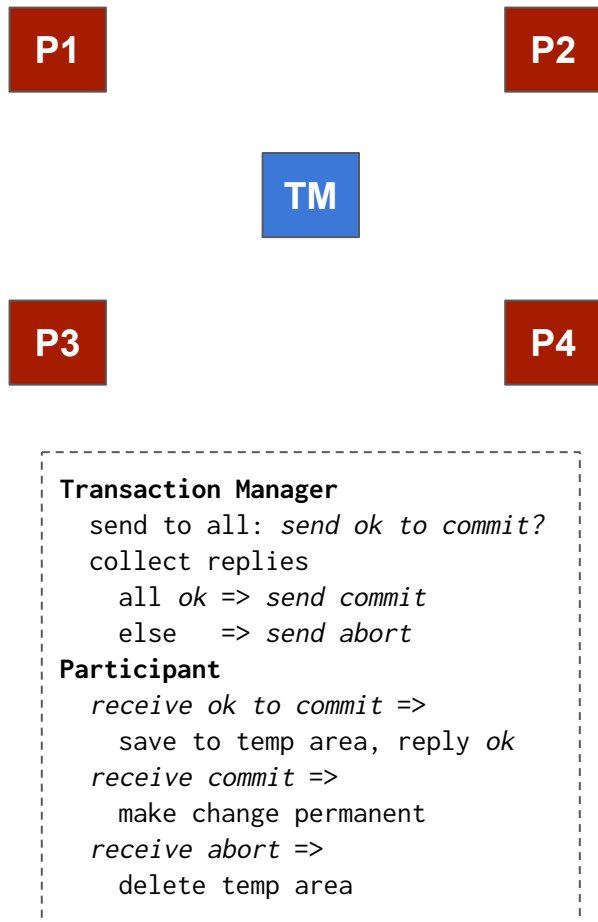 P1
P2
TM
P3
P4
Transaction Manager
send to all: send ok to commit?
collect replies
all ok => send commit
else   => send abort
Participant
receive ok to commit =>
save to temp area, reply ok
receive commit =>
make change permanent
receive abort =>
delete temp area